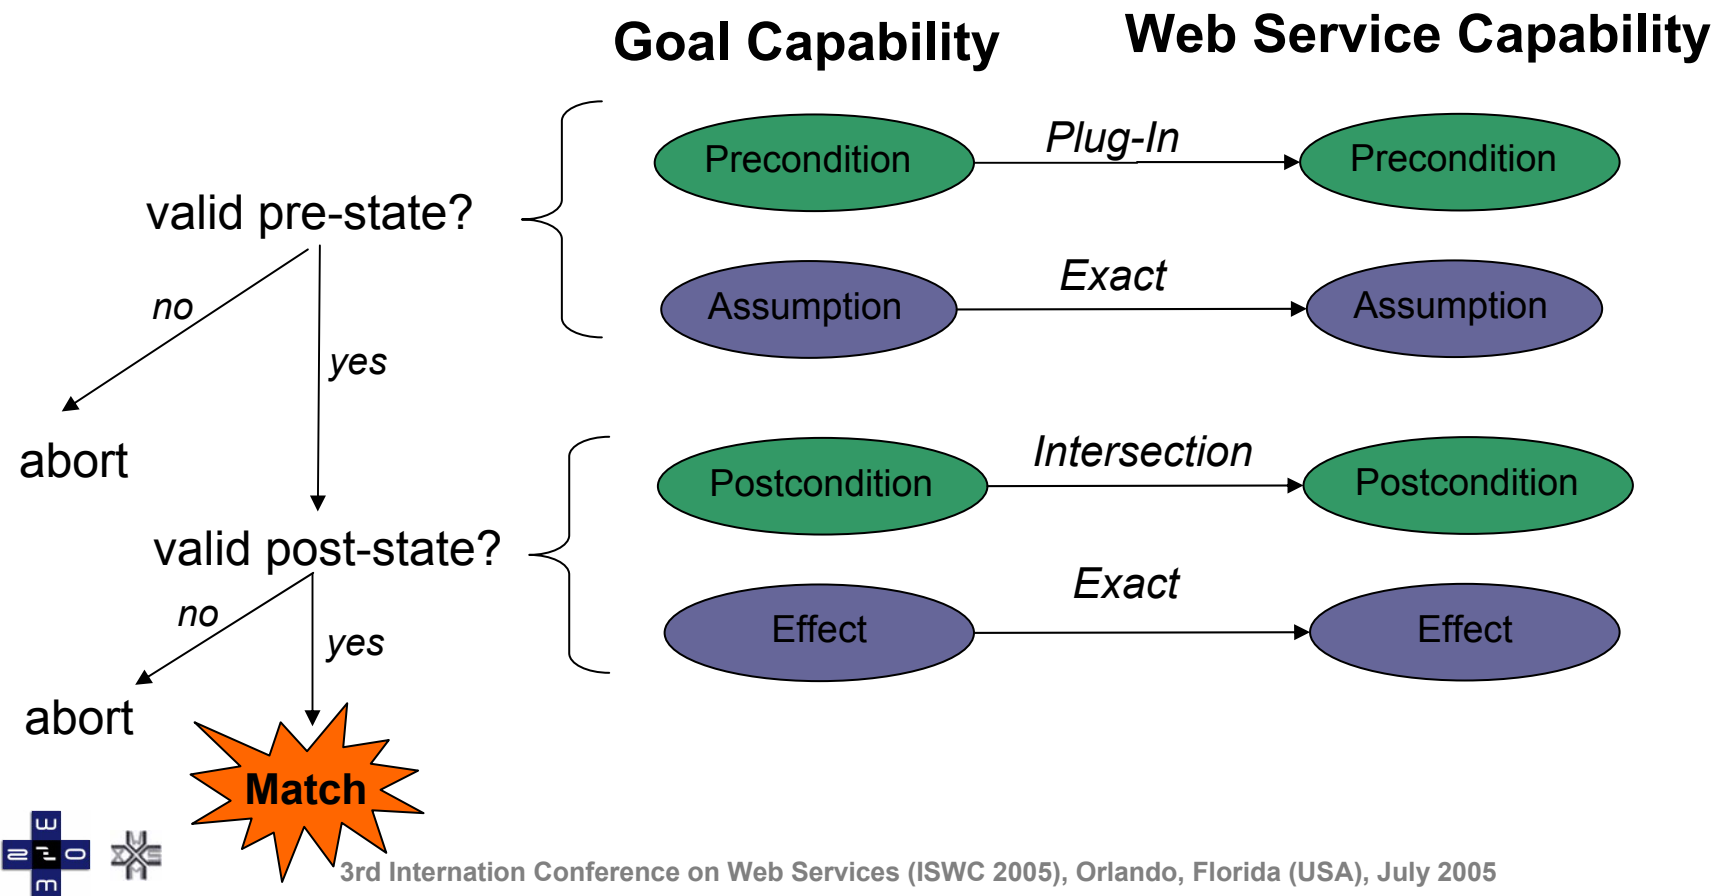 Goal Capability
Web Service Capability
Precondition
Plug-In
Precondition
valid pre-state?
Assumption
Exact
Assumption
no
yes
abort
Postcondition
Intersection
Postcondition
valid post-state?
Effect
Exact
Effect
no
yes
abort
Match
3rd Internation Conference on Web Services (ISWC 2005), Orlando, Florida (USA), July 2005